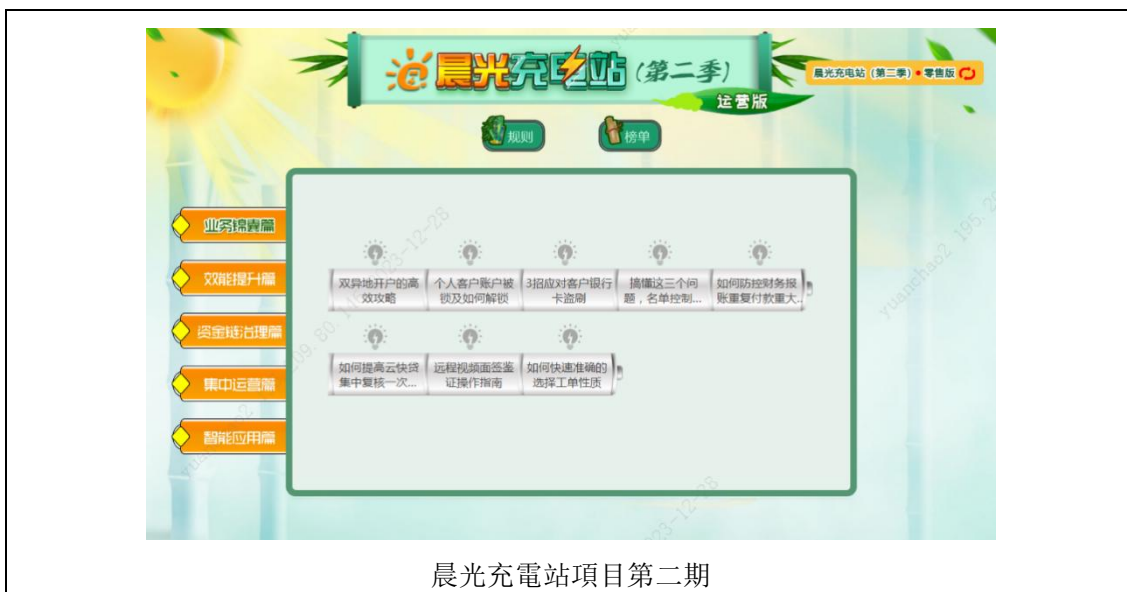 晨光充电站(第二季)
运营版
晨光充电站(第二季)•零售版
规则
榜单
业务锦囊篇
效能提升篇
资金链治理篇
集中运营篇
智能应用篇
双异地开户的高
效攻略
个人客户账户被
锁及如何解锁
3招应对客户银行
卡盗刷
搞懂这三个问
题,名单控制...
如何防控财务报
账重复付款重大...
如何提高云快贷
集中复核一次...
远程视频面签鉴
证操作指南
如何快速准确的
选择工单性质
晨光充電站項目第二期